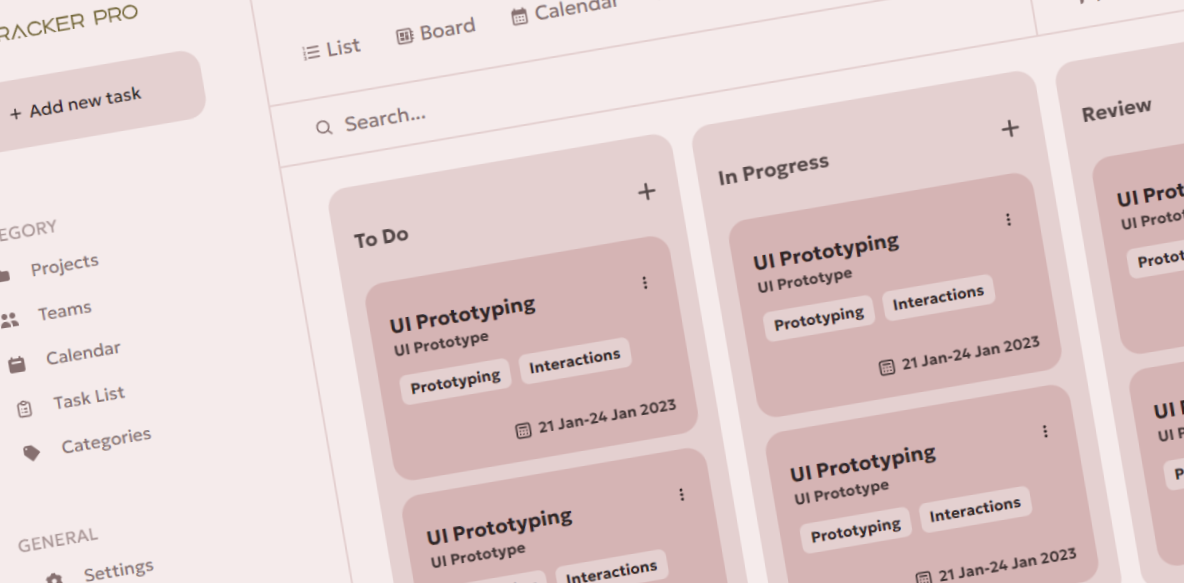 RACKER PRO
+ Add new task
EGORY
Projects
Teams
Calendar
Task List
Categories
GENERAL
Settings
List
Board
Calendar
Search...
To Do
UI Prototyping
UI Prototype
Prototyping
Interactions
21 Jan-24 Jan 2023
UI Prototyping
UI Prototype
Interactions
In Progress
UI Prototyping
UI Prototype
Prototyping
Interactions
21 Jan-24 Jan 2023
UI Prototyping
UI Prototype
Prototyping
Interactions
21 Jan-24 Jan 2023
Review
UI Prot
UI Protot
Protot
UI
UI P
P